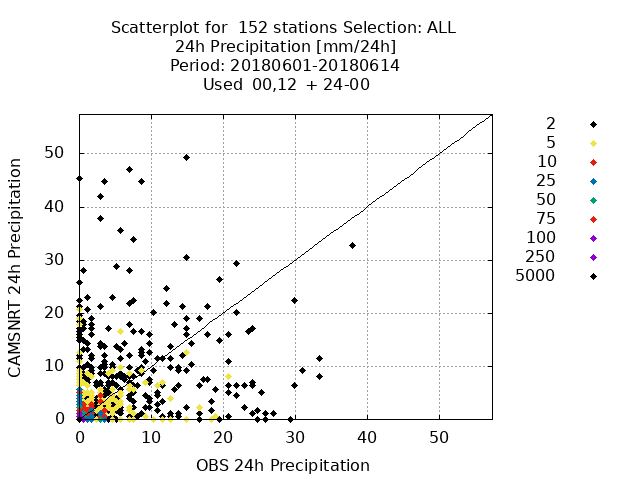 Scatterplot for 152 stations Selection: ALL
24h Precipitation [mm/24h]
Period: 20180601-20180614
Used 00,12 + 24-00
2
5
10
25
50
75
100
250
5000
CAMSNRT 24h Precipitation
50
40
30
20
10
0
0 10 20 30 40 50
OBS 24h Precipitation